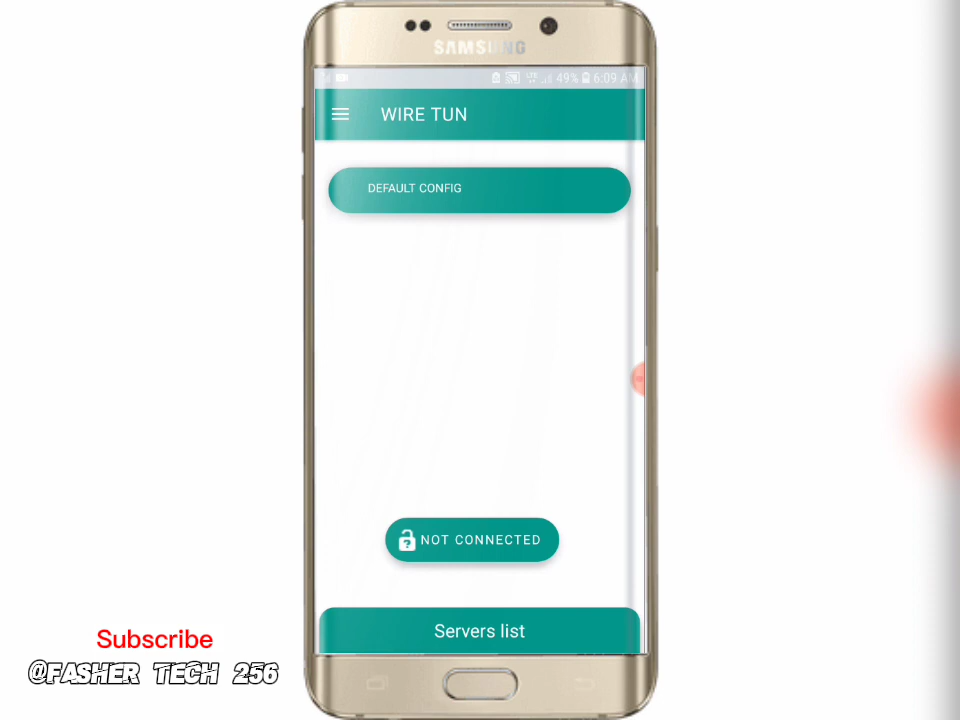 SAMSUNG
49% 6:09 AM
WIRE TUN
DEFAULT CONFIG
? NOT CONNECTED
Servers list
Subscribe
@FASHER TECH 256